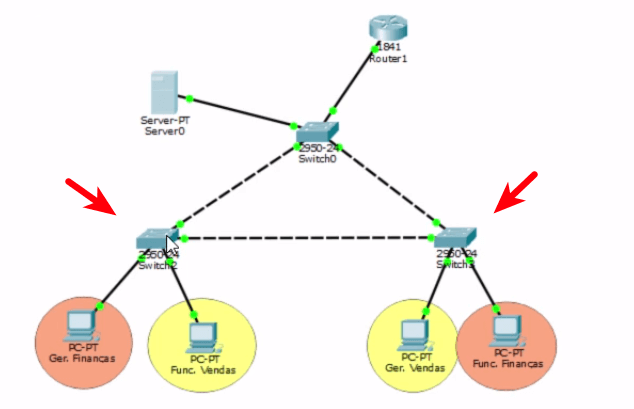 1841
Router1
Server-PT
Server0
2950-24
Switch0
2950-24
Switch2
2950-24
Switch
PC-PT
Ger. Finanças
PC-PT
Func. Vendas
PC-PT
Ger. Vendas
PC-PT
Func. Finanças